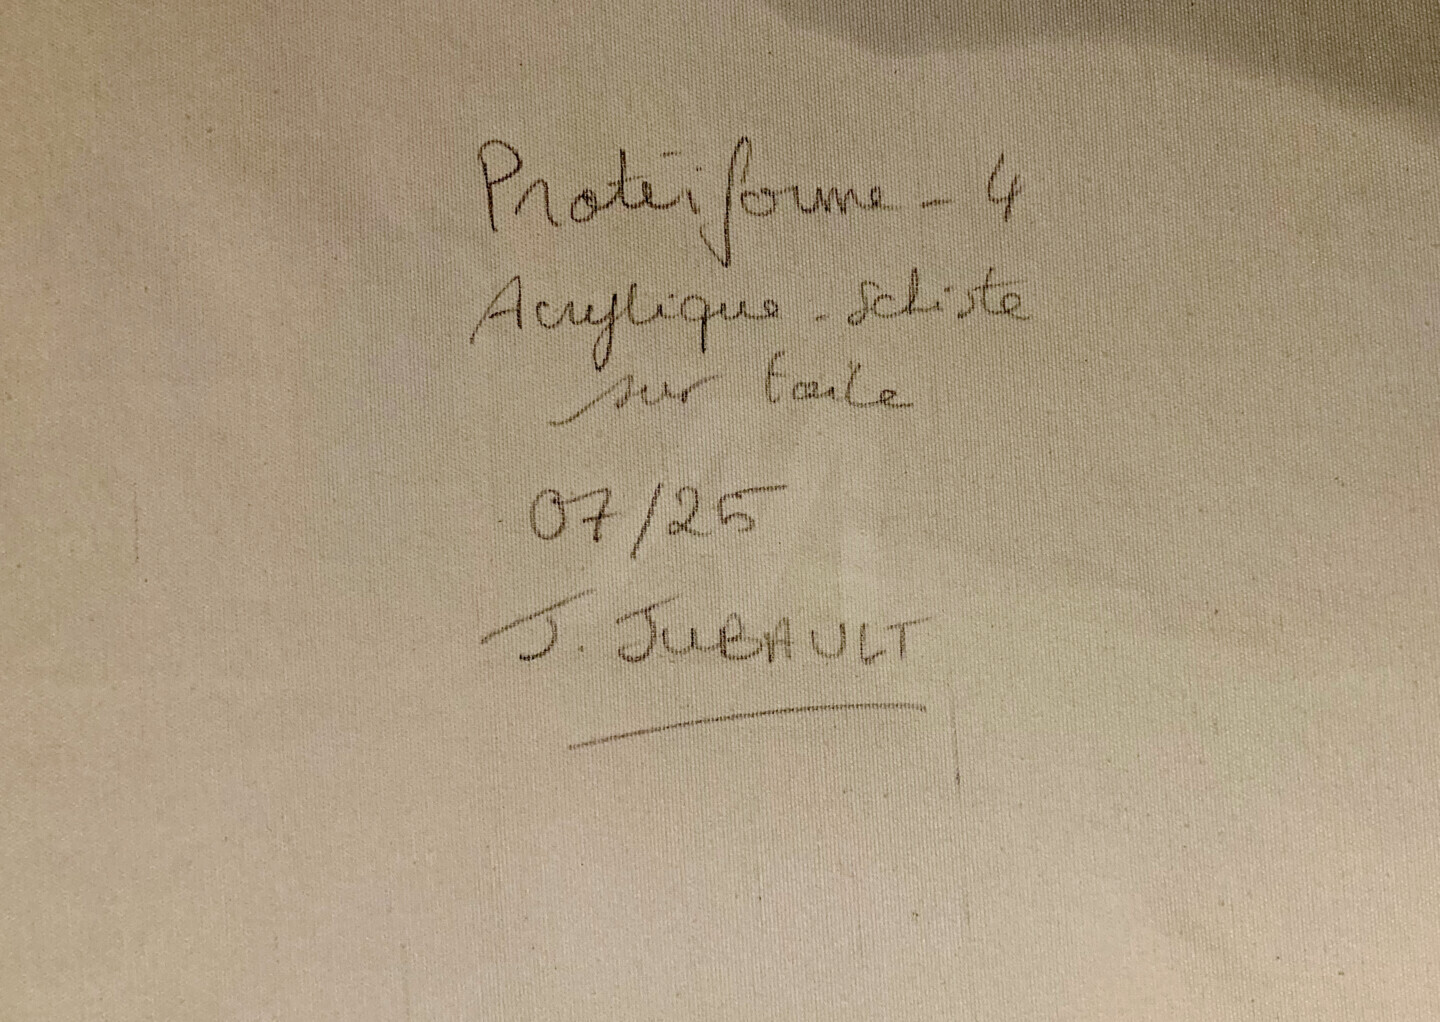 Protéiforme - 4
Acrylique - Schiste
sur toile
07/25
J. JUBAULT